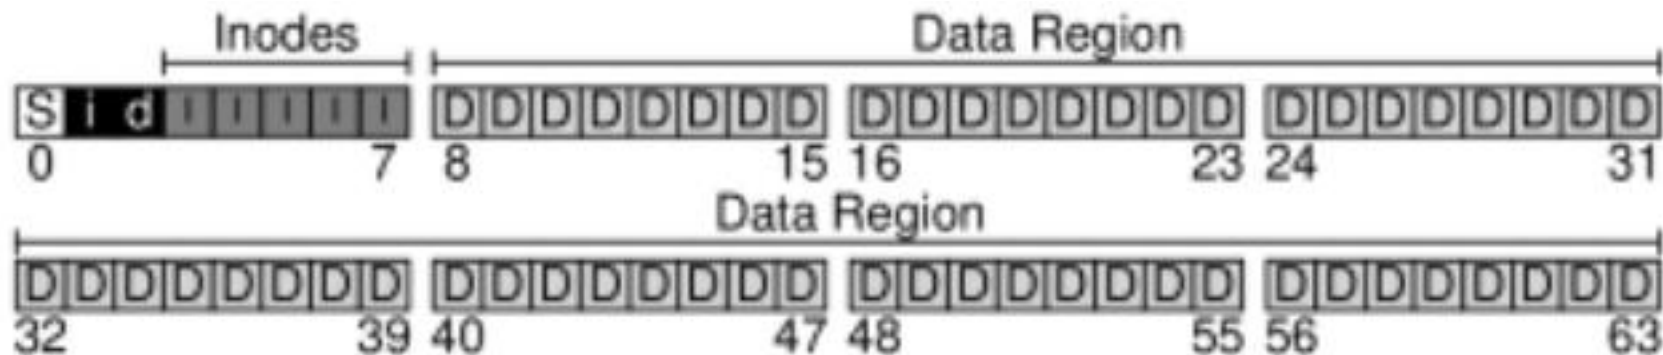 Inodes Data Region
S i d I I I I I D D D D D D D D D D D D D D D D D D D D D D D D
0 7 8 15 16 23 24 31
Data Region
D D D D D D D D D D D D D D D D D D D D D D D D D D D D D D D D
32 39 40 47 48 55 56 63